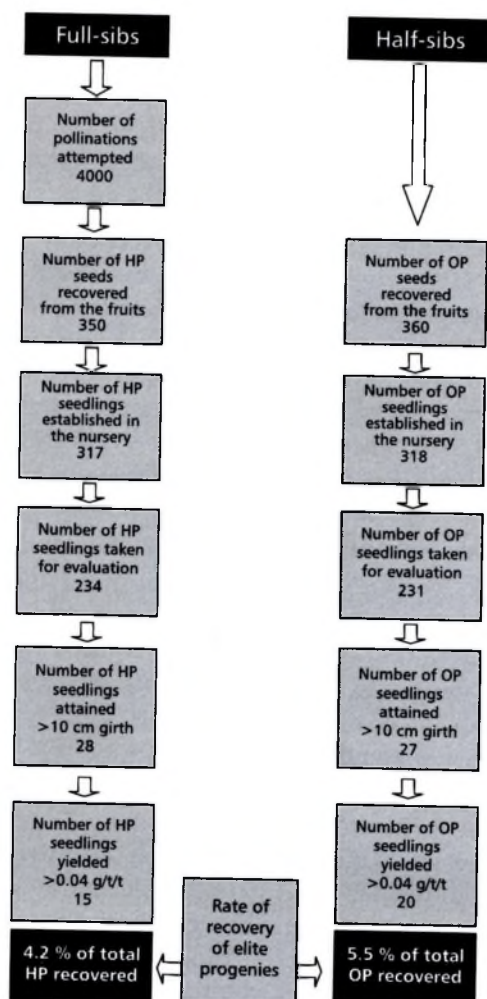 Full-sibs
Number of
pollinations
attempted
4000
Number of HP
seeds
recovered
from the fruits
350
Number of HP
seedlings
established in
the nursery
317
Number of HP
seedlings taken
for evaluation
234
Number of HP
seedlings
attained
>10 cm girth
28
Number of HP
seedlings
yielded
>0.04 g/t/t
15
4.2 % of total
HP recovered
Half-sibs
Number of OP
seeds
recovered
from the fruits
360
Number of OP
seedlings
established in
the nursery
318
Number of OP
seedlings taken
for evaluation
231
Number of OP
seedlings
attained
>10 cm girth
27
Number of OP
seedlings
yielded
>0.04 g/t/t
20
5.5 % of total
OP recovered
Rate of
recovery
of elite
progenies